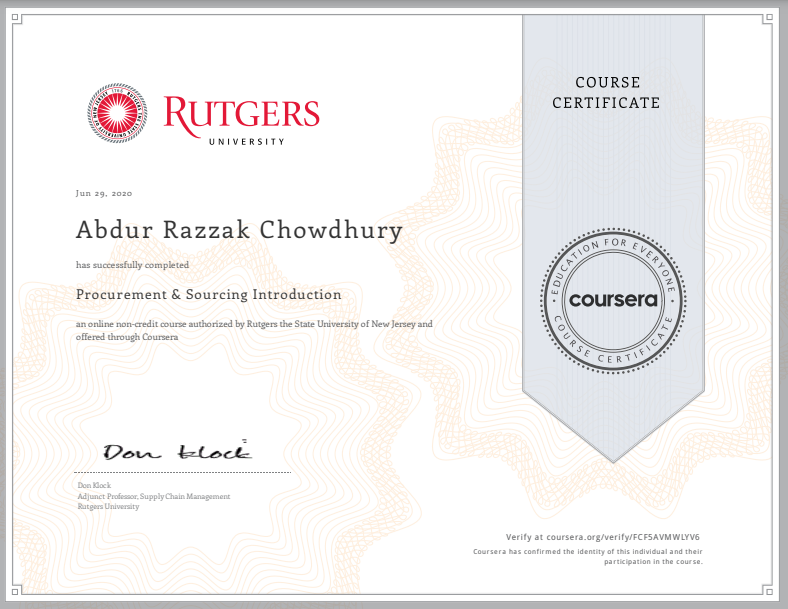 RUTGERS
UNIVERSITY
COURSE
CERTIFICATE
Jun 29, 2020
Abdur Razzak Chowdhury
has successfully completed
Procurement & Sourcing Introduction
an online non-credit course authorized by Rutgers the State University of New Jersey and
offered through Coursera
EDUCATION FOR EVERYONE
coursera
COURSE CERTIFICATE
Don Klock
Don Klock
Adjunct Professor, Supply Chain Management
Rutgers University
Verify at coursera.org/verify/FCF5AVMWLYV6
Coursera has confirmed the identity of this individual and their
participation in the course.